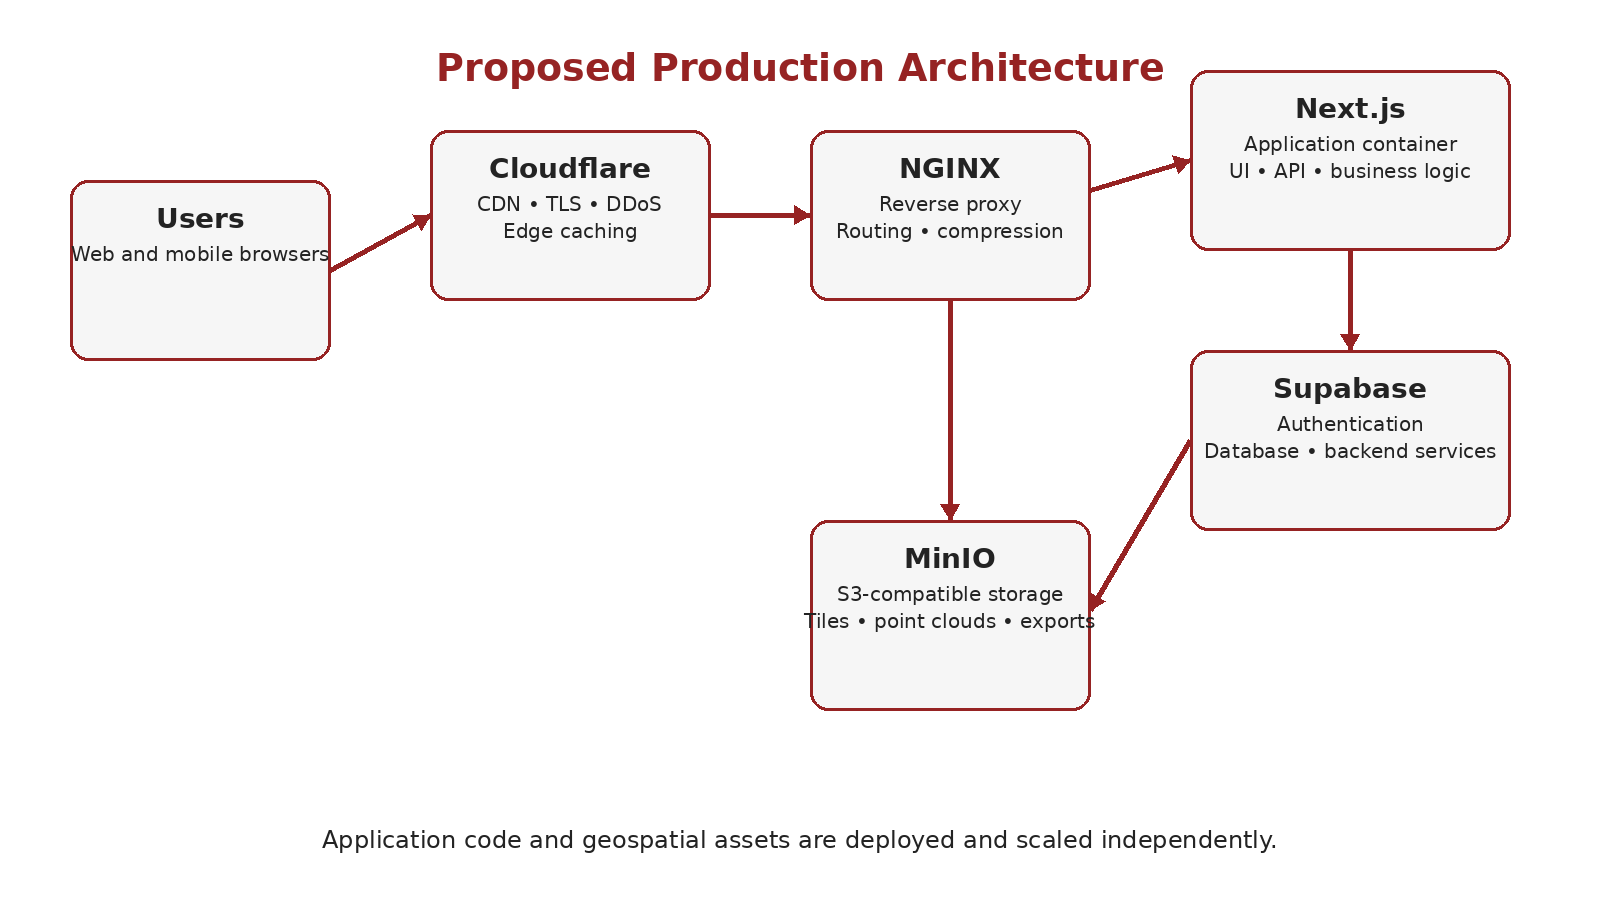 Proposed Production Architecture
Users
Web and mobile browsers
Cloudflare
CDN • TLS • DDoS
Edge caching
NGINX
Reverse proxy
Routing • compression
Next.js
Application container
UI • API • business logic
Supabase
Authentication
Database • backend services
MinIO
S3-compatible storage
Tiles • point clouds • exports
Application code and geospatial assets are deployed and scaled independently.